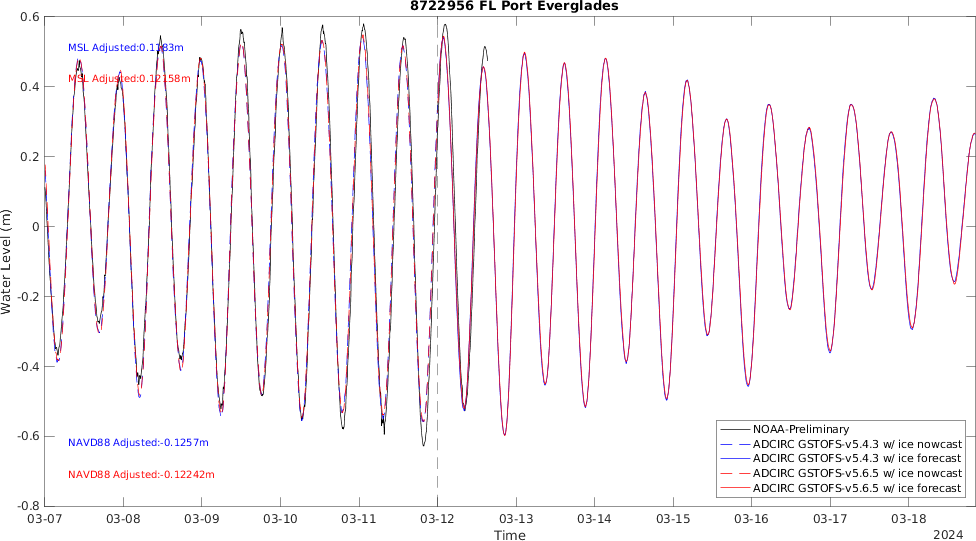 8722956 FL Port Everglades
0.6
0.4
0.2
0
-0.2
-0.4
-0.6
-0.8
Water Level (m)
MSL Adjusted:0.1183m
MSL Adjusted:0.12158m
NAVD88 Adjusted:-0.1257m
NAVD88 Adjusted:-0.12242m
NOAA-Preliminary
ADCIRC GSTOFS-v5.4.3 w/ ice nowcast
ADCIRC GSTOFS-v5.4.3 w/ ice forecast
ADCIRC GSTOFS-v5.6.5 w/ ice nowcast
ADCIRC GSTOFS-v5.6.5 w/ ice forecast
03-07 03-08 03-09 03-10 03-11 03-12 03-13 03-14 03-15 03-16 03-17 03-18
Time
2024